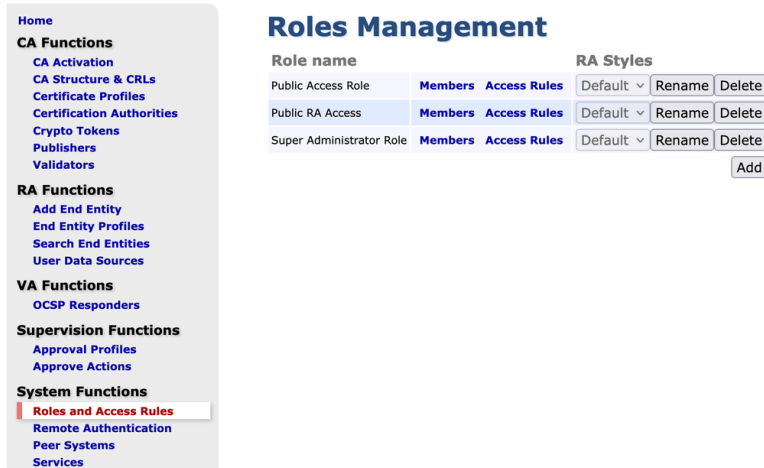 Home
CA Functions
CA Activation
CA Structure & CRLs
Certificate Profiles
Certification Authorities
Crypto Tokens
Publishers
Validators
RA Functions
Add End Entity
End Entity Profiles
Search End Entities
User Data Sources
VA Functions
OCSP Responders
Supervision Functions
Approval Profiles
Approve Actions
System Functions
Roles and Access Rules
Remote Authentication
Peer Systems
Services
Roles Management
Role name RA Styles
Public Access Role Members Access Rules Default Rename Delete
Public RA Access Members Access Rules Default Rename Delete
Super Administrator Role Members Access Rules Default Rename Delete
Add